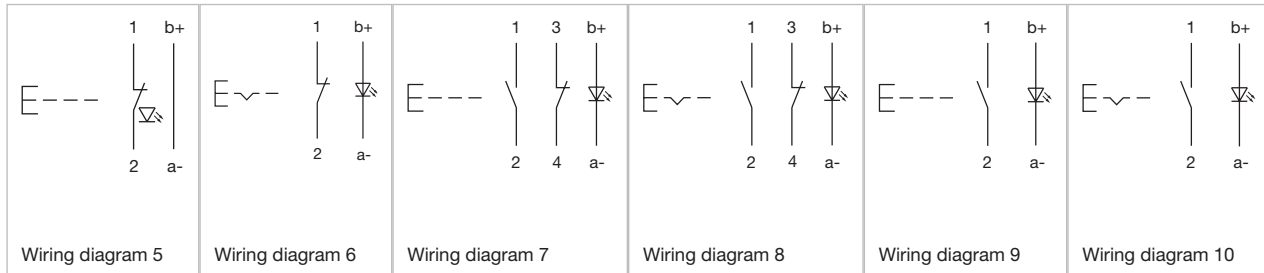 1 b+
2 a-
Wiring diagram 5
1 b+
2 a-
Wiring diagram 6
1 3 b+
2 4 a-
Wiring diagram 7
1 3 b+
2 4 a-
Wiring diagram 8
1 b+
2 a-
Wiring diagram 9
1 b+
2 a-
Wiring diagram 10